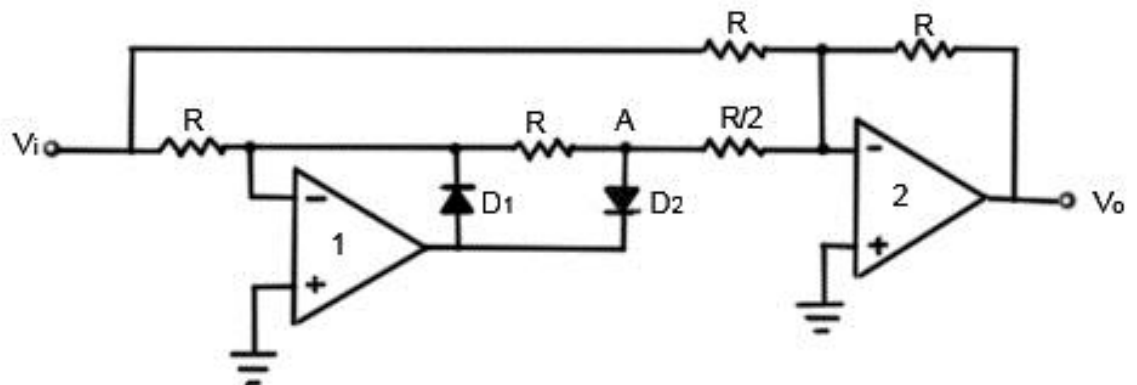 R R
Vi R R A R/2
− −
D1 D2
1 2 Vo
+ +